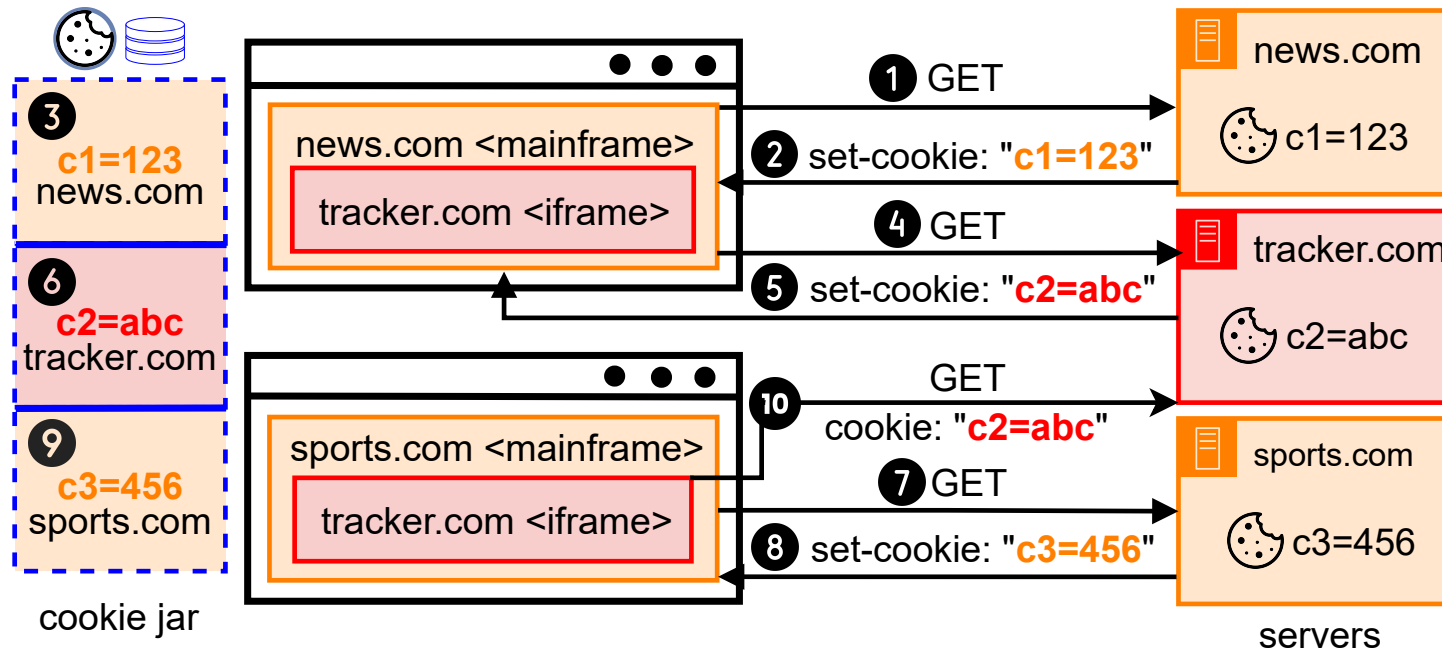 3
c1=123
news.com
6
c2=abc
tracker.com
9
c3=456
sports.com
cookie jar
news.com <mainframe>
tracker.com <iframe>
1 GET
2 set-cookie: "c1=123"
4 GET
5 set-cookie: "c2=abc"
sports.com <mainframe>
tracker.com <iframe>
10 GET
cookie: "c2=abc"
7 GET
8 set-cookie: "c3=456"
news.com
c1=123
tracker.com
c2=abc
sports.com
c3=456
servers